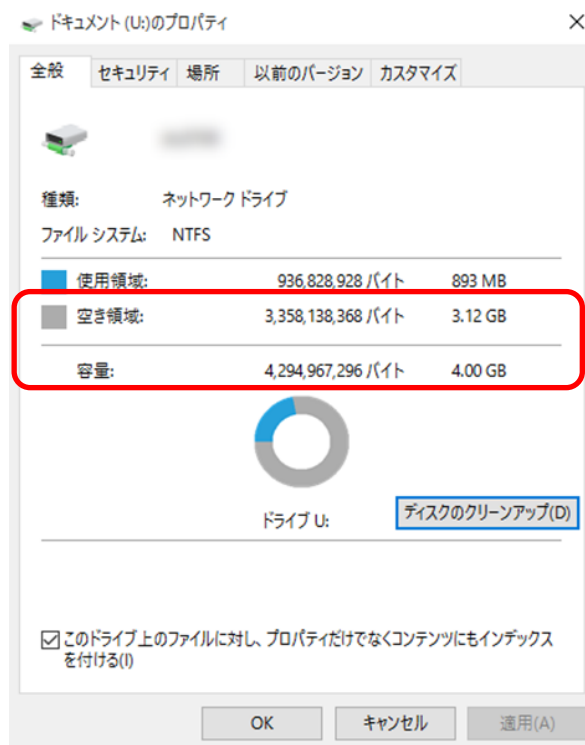 ドキュメント (U:)のプロパティ
全般 セキュリティ 場所 以前のバージョン カスタマイズ
種類: ネットワーク ドライブ
ファイル システム: NTFS
使用領域: 936,828,928 バイト 893 MB
空き領域: 3,358,138,368 バイト 3.12 GB
容量: 4,294,967,296 バイト 4.00 GB
ドライブ U: ディスクのクリーンアップ(D)
このドライブ上のファイルに対し、プロパティだけでなくコンテンツにもインデックス
を付ける(I)
OK キャンセル 適用(A)